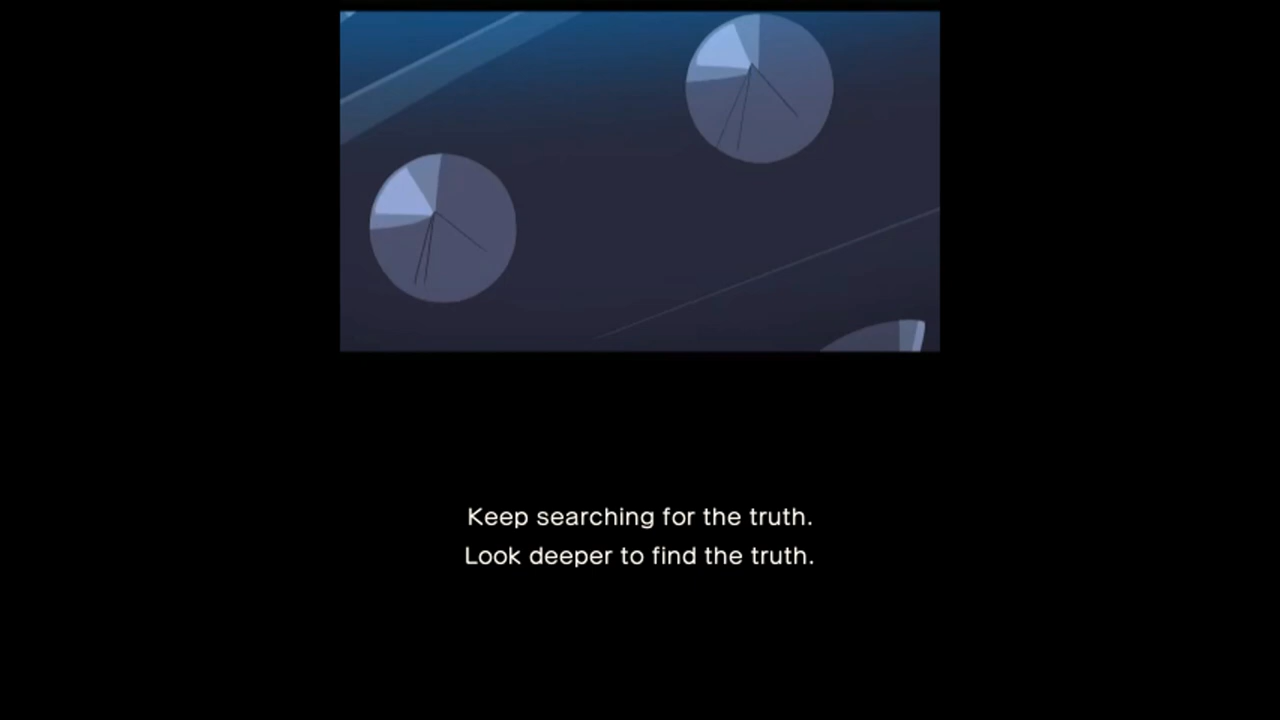 Keep searching for the truth.
Look deeper to find the truth.